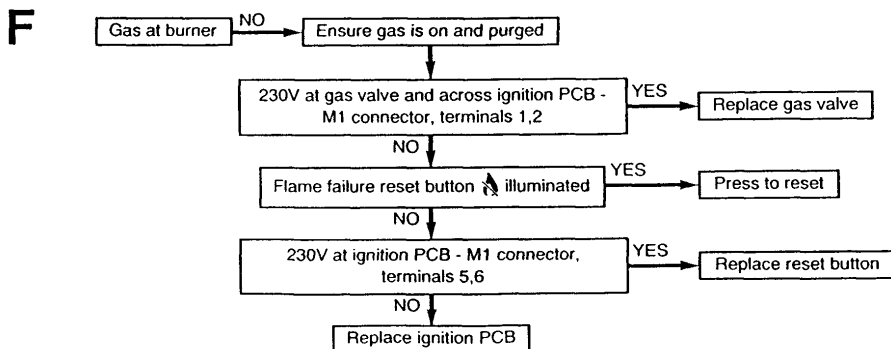 F
Gas at burner
NO
Ensure gas is on and purged
230V at gas valve and across ignition PCB -
M1 connector, terminals 1,2
YES
Replace gas valve
NO
Flame failure reset button illuminated
YES
Press to reset
NO
230V at ignition PCB - M1 connector,
terminals 5,6
YES
Replace reset button
NO
Replace ignition PCB